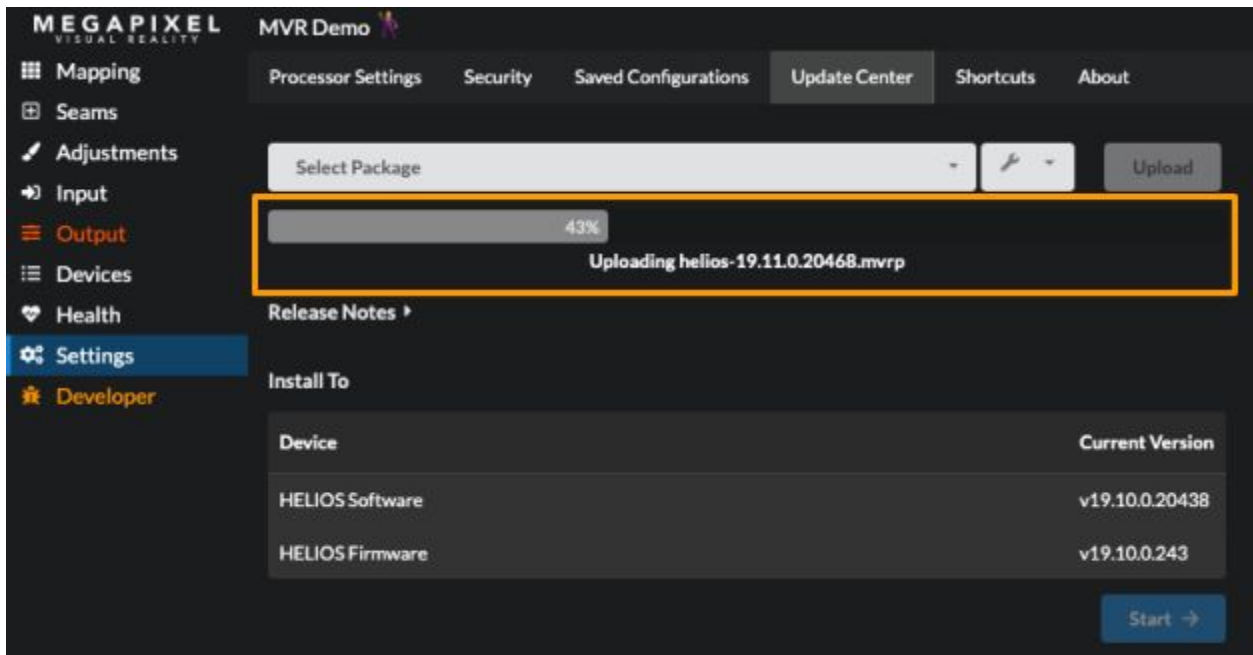 MEGAPIXEL
VISUAL REALITY
MVR Demo
Mapping
Seams
Adjustments
Input
Output
Devices
Health
Settings
Developer
Processor Settings Security Saved Configurations Update Center Shortcuts About
Select Package
Upload
43%
Uploading helios-19.11.0.20468.mvrp
Release Notes
Install To
Device Current Version
HELIOS Software v19.10.0.20438
HELIOS Firmware v19.10.0.243
Start →